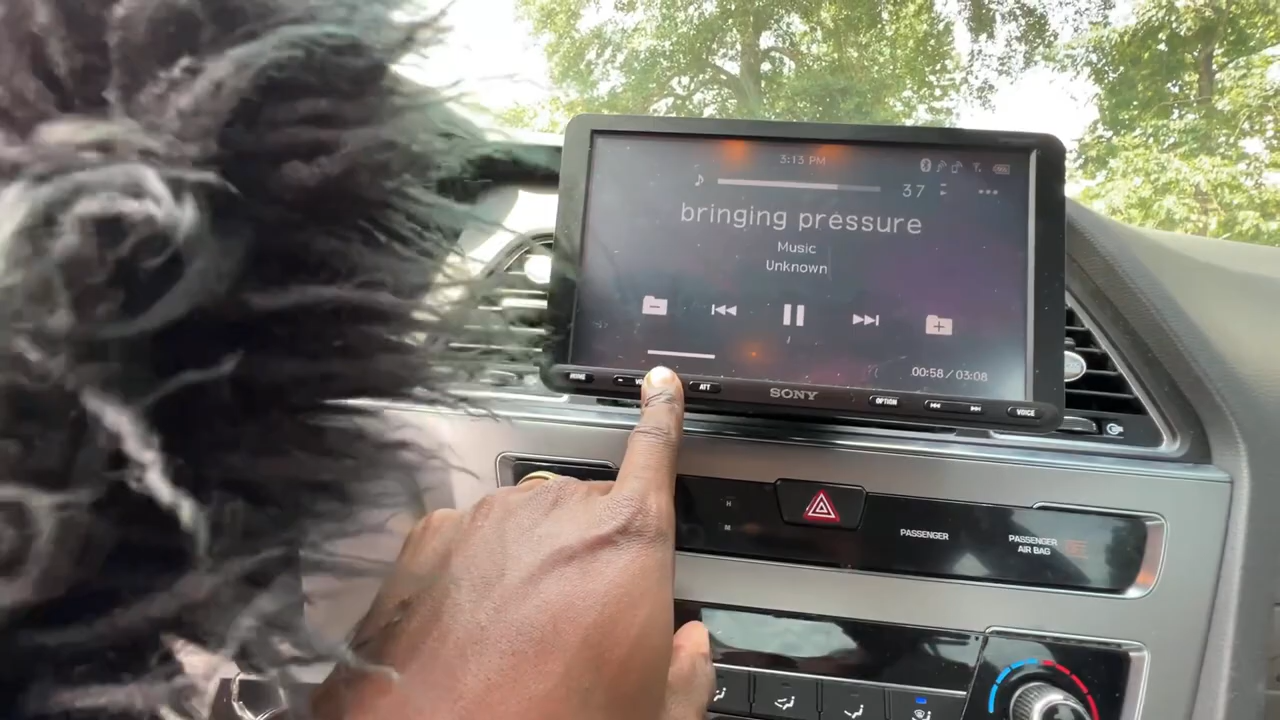 3:13 PM
37
bringing pressure
Music
Unknown
00:58 / 03:08
HOME
ATT
SONY
OPTION
VOICE
PASSENGER
PASSENGER
AIR BAG